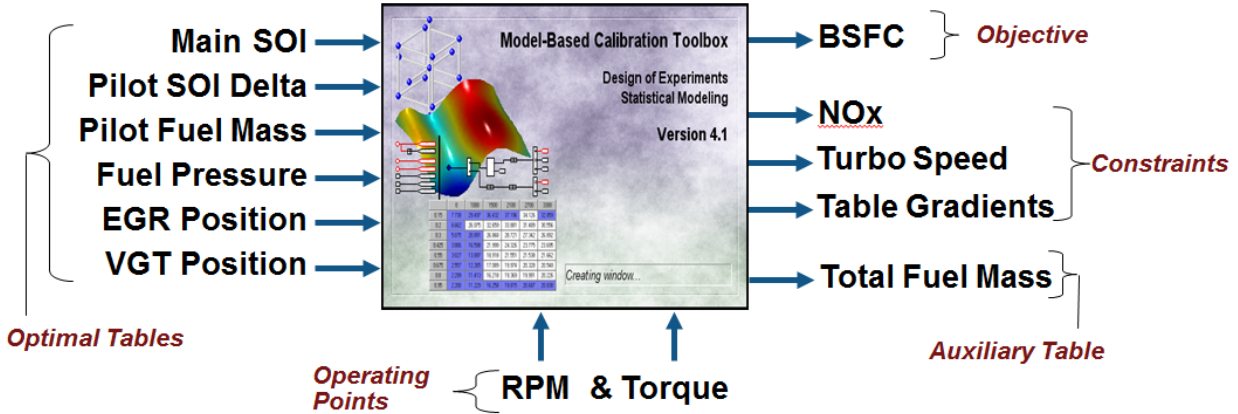 Main SOI
Pilot SOI Delta
Pilot Fuel Mass
Fuel Pressure
EGR Position
VGT Position
Optimal Tables
Model-Based Calibration Toolbox
Design of Experiments
Statistical Modeling
Version 4.1
Creating window...
BSFC
Objective
NOx
Turbo Speed
Table Gradients
Constraints
Total Fuel Mass
Auxiliary Table
Operating
Points
RPM & Torque